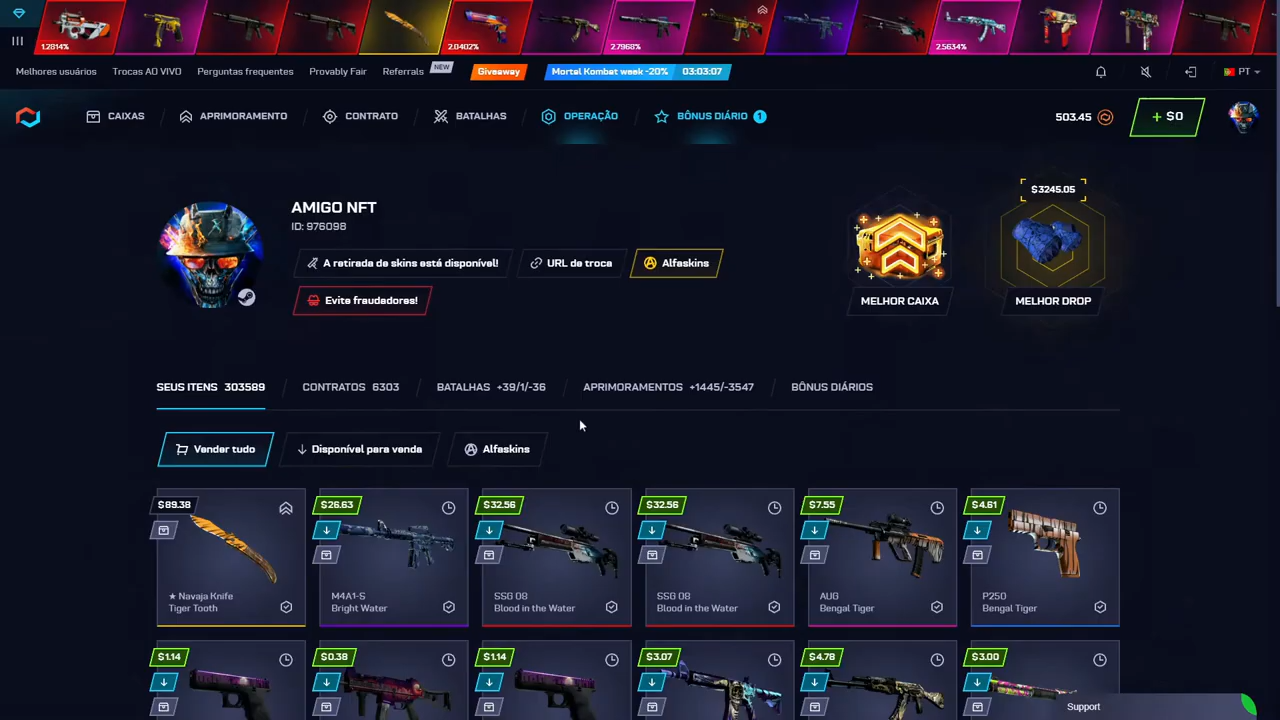 1.2814%
2.0402%
2.7968%
2.5634%
Melhores usuários
Trocas AO VIVO
Perguntas frequentes
Provably Fair
Referrals
NEW
Giveaway
Mortal Kombat week -20%
03:03:07
PT
CAIXAS
APRIMORAMENTO
CONTRATO
BATALHAS
OPERAÇÃO
BÔNUS DIÁRIO
1
503.45
+ $0
AMIGO NFT
ID: 976098
A retirada de skins está disponível!
URL de troca
Alfaskins
Evite fraudadores!
MELHOR CAIXA
$3245.05
MELHOR DROP
SEUS ITENS 303589
CONTRATOS 6303
BATALHAS +39/1/-36
APRIMORAMENTOS +1445/-3547
BÔNUS DIÁRIOS
Vender tudo
Disponível para venda
Alfaskins
$89.38
★ Navaja Knife
Tiger Tooth
$26.63
M4A1-S
Bright Water
$32.56
SSG 08
Blood in the Water
$32.56
SSG 08
Blood in the Water
$7.55
AUG
Bengal Tiger
$4.61
P250
Bengal Tiger
$1.14
$0.38
$1.14
$3.07
$4.78
$3.00
Support